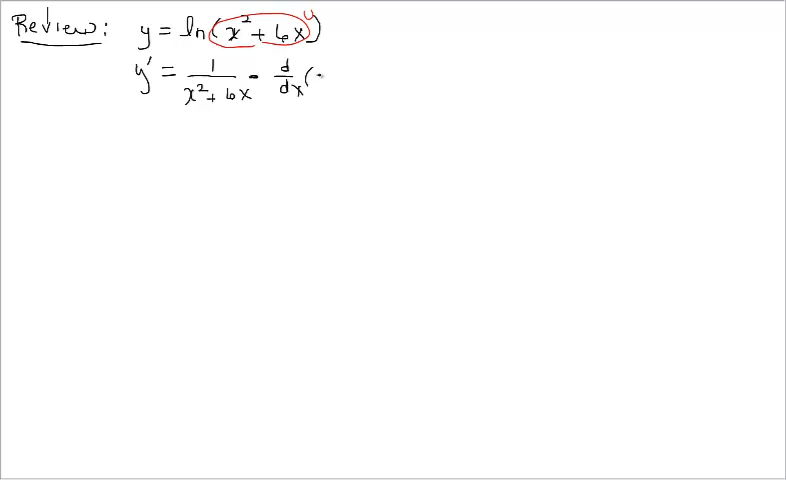 Review: y = ln(x² + 6x) u
y' = 1/(x² + 6x) · d/dx(